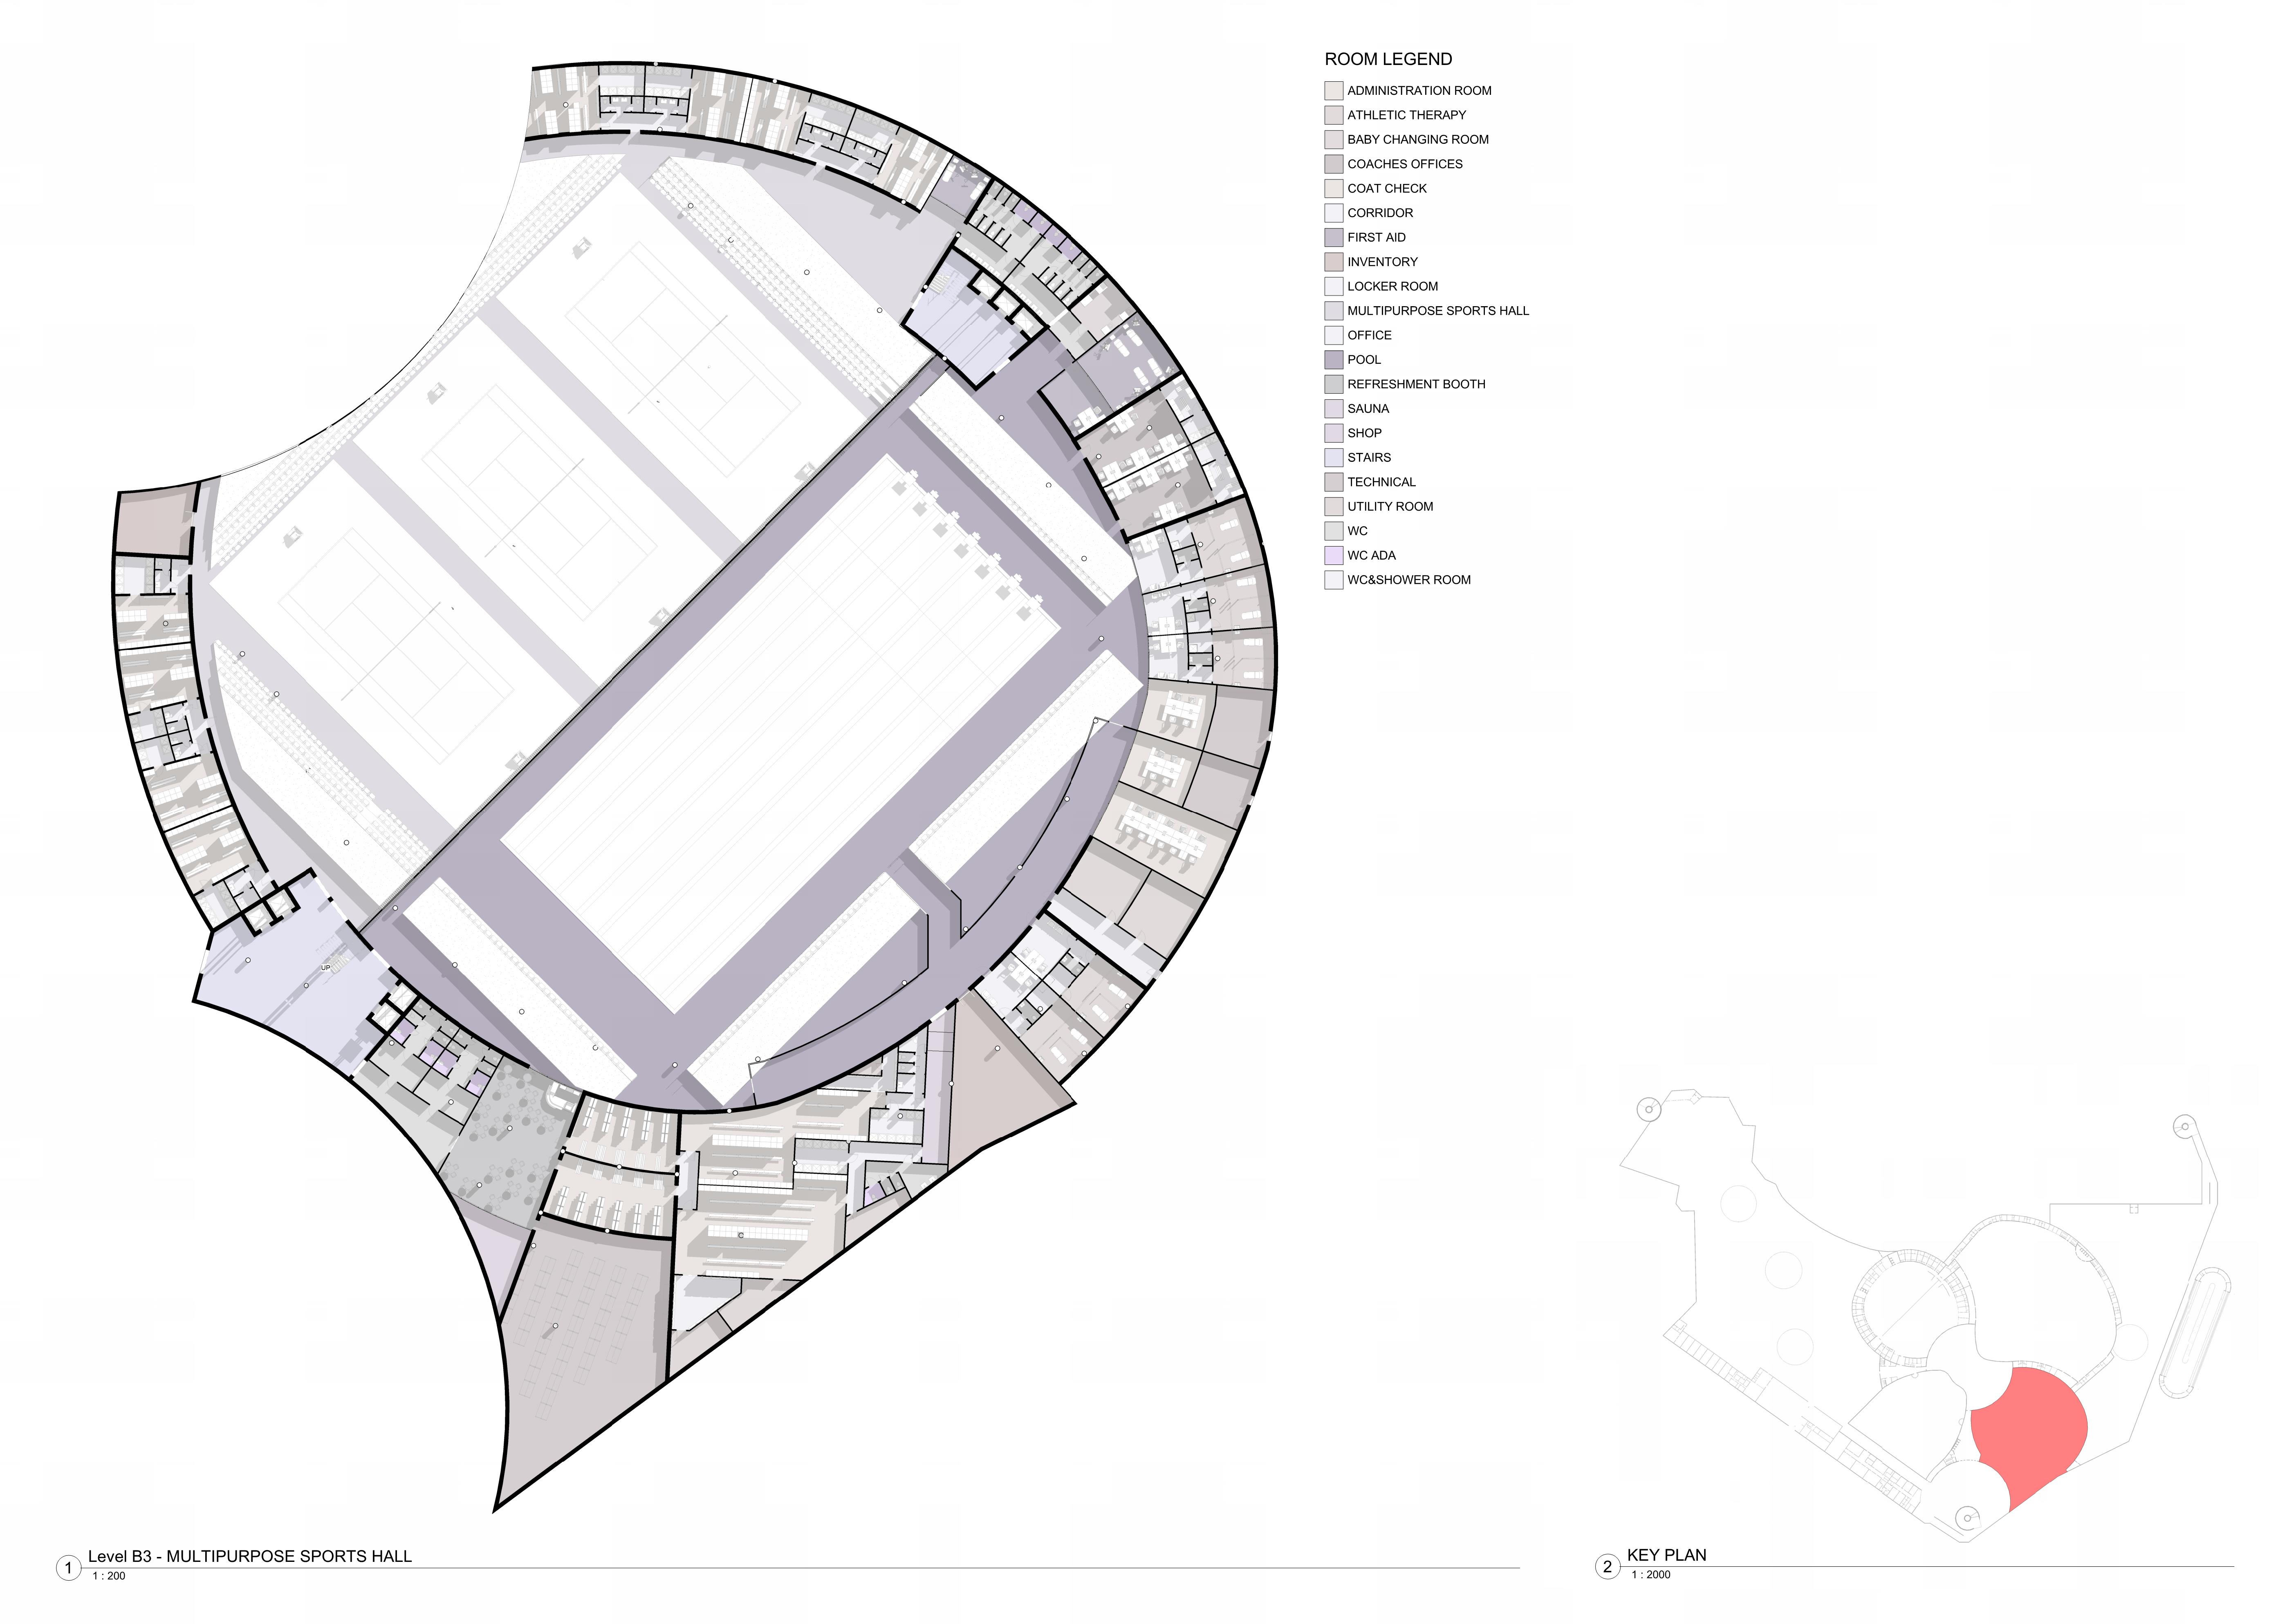 ROOM LEGEND
ADMINISTRATION ROOM
ATHLETIC THERAPY
BABY CHANGING ROOM
COACHES OFFICES
COAT CHECK
CORRIDOR
FIRST AID
INVENTORY
LOCKER ROOM
MULTIPURPOSE SPORTS HALL
OFFICE
POOL
REFRESHMENT BOOTH
SAUNA
SHOP
STAIRS
TECHNICAL
UTILITY ROOM
WC
WC ADA
WC&SHOWER ROOM
UP
1
Level B3 - MULTIPURPOSE SPORTS HALL
1 : 200
2
KEY PLAN
1 : 2000